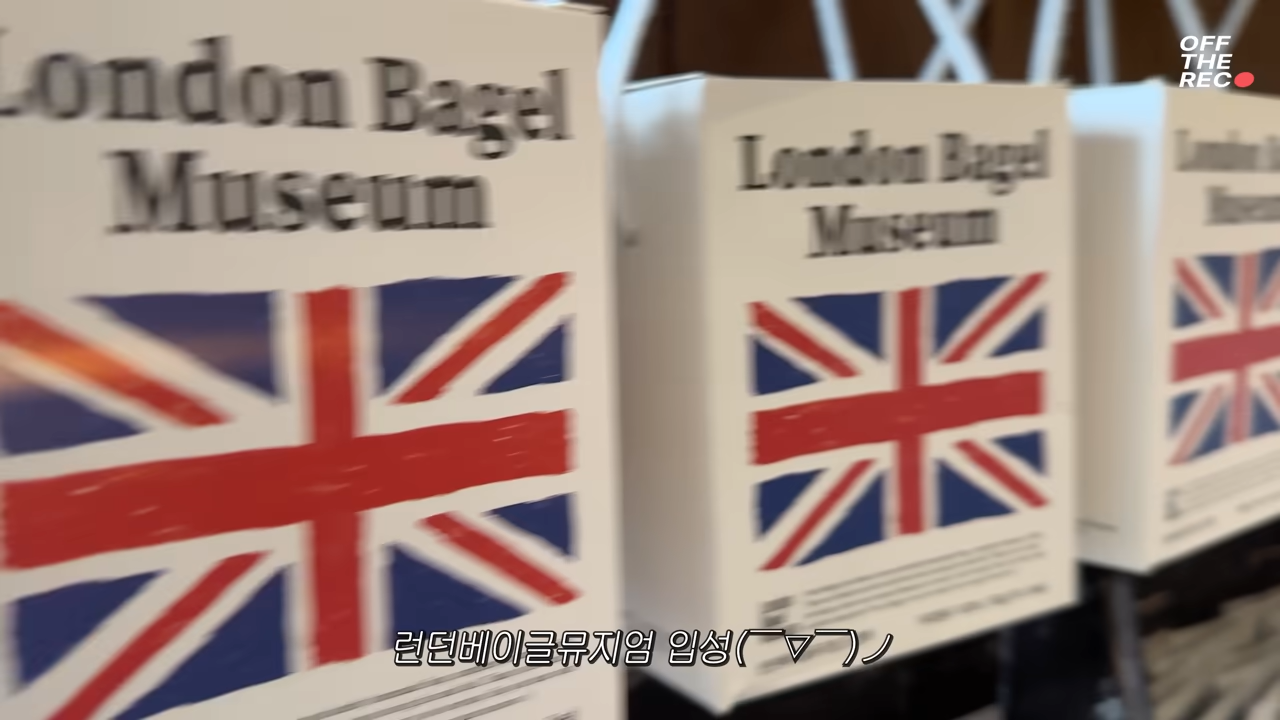 London Bagel
Museum
London Bagel
Museum
London
OFF
THE
REC
런던베이글뮤지엄 입성(￣▽￣)ノ